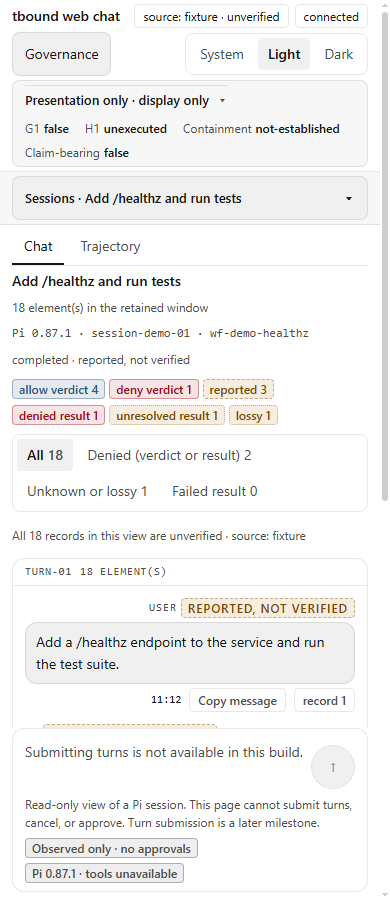 tbound web chat
source: fixture · unverified
connected
Governance
System
Light
Dark
Presentation only · display only
G1 false H1 unexecuted Containment not-established
Claim-bearing false
Sessions · Add /healthz and run tests
Chat
Trajectory
Add /healthz and run tests
18 element(s) in the retained window
Pi 0.87.1 · session-demo-01 · wf-demo-healthz
completed · reported, not verified
allow verdict 4
deny verdict 1
reported 3
denied result 1
unresolved result 1
lossy 1
All 18
Denied (verdict or result) 2
Unknown or lossy 1
Failed result 0
All 18 records in this view are unverified · source: fixture
TURN-01 18 ELEMENT(S)
USER REPORTED, NOT VERIFIED
Add a /healthz endpoint to the service and run
the test suite.
11:12
Copy message
record 1
Submitting turns is not available in this build.
↑
Read-only view of a Pi session. This page cannot submit turns,
cancel, or approve. Turn submission is a later milestone.
Observed only · no approvals
Pi 0.87.1 · tools unavailable